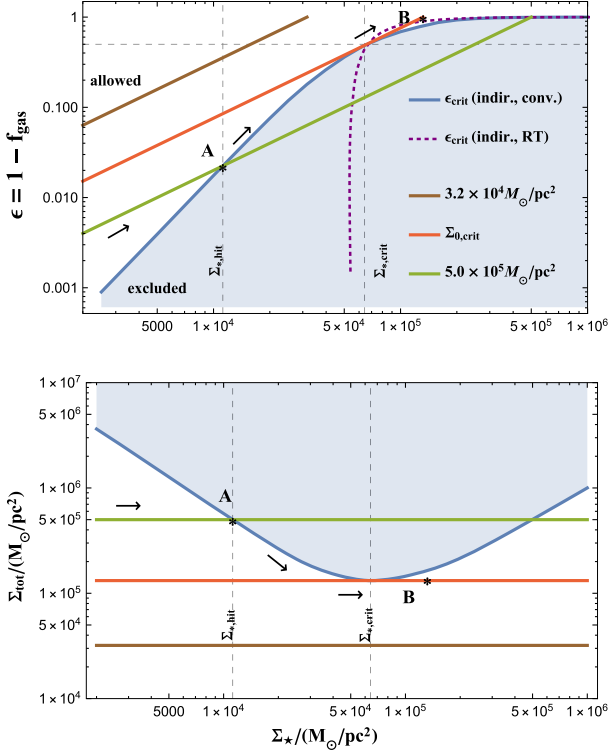 1
0.100
0.010
0.001
ϵ = 1 − f_gas
allowed
excluded
A
B
ϵ_crit (indir., conv.)
ϵ_crit (indir., RT)
3.2 × 10^4 M_⊙/pc^2
Σ_0,crit
5.0 × 10^5 M_⊙/pc^2
Σ_*,hit
Σ_*,crit
5000
1 × 10^4
5 × 10^4
1 × 10^5
5 × 10^5
1 × 10^6
1 × 10^7
5 × 10^6
1 × 10^6
5 × 10^5
1 × 10^5
5 × 10^4
1 × 10^4
Σ_tot/(M_⊙/pc^2)
A
B
Σ_*,hit
Σ_*,crit
5000
1 × 10^4
5 × 10^4
1 × 10^5
5 × 10^5
1 × 10^6
Σ_⋆/(M_⊙/pc^2)